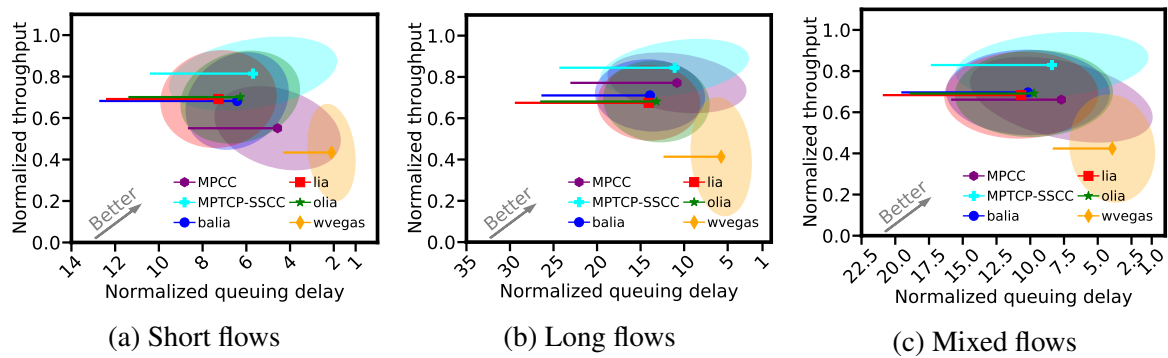 Normalized throughput
1.0
0.8
0.6
0.4
0.2
0.0
MPCC
MPTCP-SSCC
balia
lia
olia
wvegas
Better
14
12
10
8
6
4
2
1
Normalized queuing delay
(a) Short flows
Normalized throughput
1.0
0.8
0.6
0.4
0.2
0.0
MPCC
MPTCP-SSCC
balia
lia
olia
wvegas
Better
35
30
25
20
15
10
5
1
Normalized queuing delay
(b) Long flows
Normalized throughput
1.0
0.8
0.6
0.4
0.2
0.0
MPCC
MPTCP-SSCC
balia
lia
olia
wvegas
Better
22.5
20.0
17.5
15.0
12.5
10.0
7.5
5.0
2.5
1.0
Normalized queuing delay
(c) Mixed flows